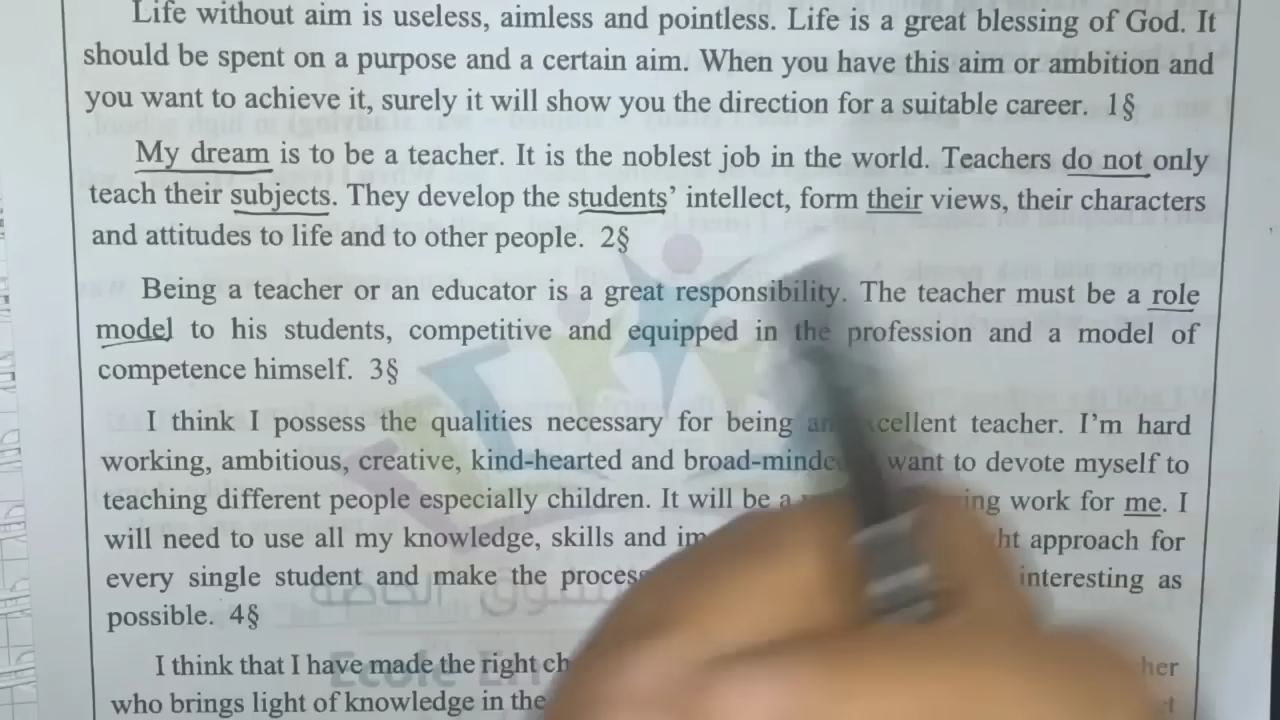 Life without aim is useless, aimless and pointless. Life is a great blessing of God. It
should be spent on a purpose and a certain aim. When you have this aim or ambition and
you want to achieve it, surely it will show you the direction for a suitable career. 1§
My dream is to be a teacher. It is the noblest job in the world. Teachers do not only
teach their subjects. They develop the students' intellect, form their views, their characters
and attitudes to life and to other people. 2§
Being a teacher or an educator is a great responsibility. The teacher must be a role
model to his students, competitive and equipped in the profession and a model of
competence himself. 3§
I think I possess the qualities necessary for being an excellent teacher. I'm hard
working, ambitious, creative, kind-hearted and broad-minded want to devote myself to
teaching different people especially children. It will be a work for me. I
will need to use all my knowledge, skills and approach for
every single student and make the process interesting as
possible. 4§
I think that I have made the right
who brings light of knowledge in the